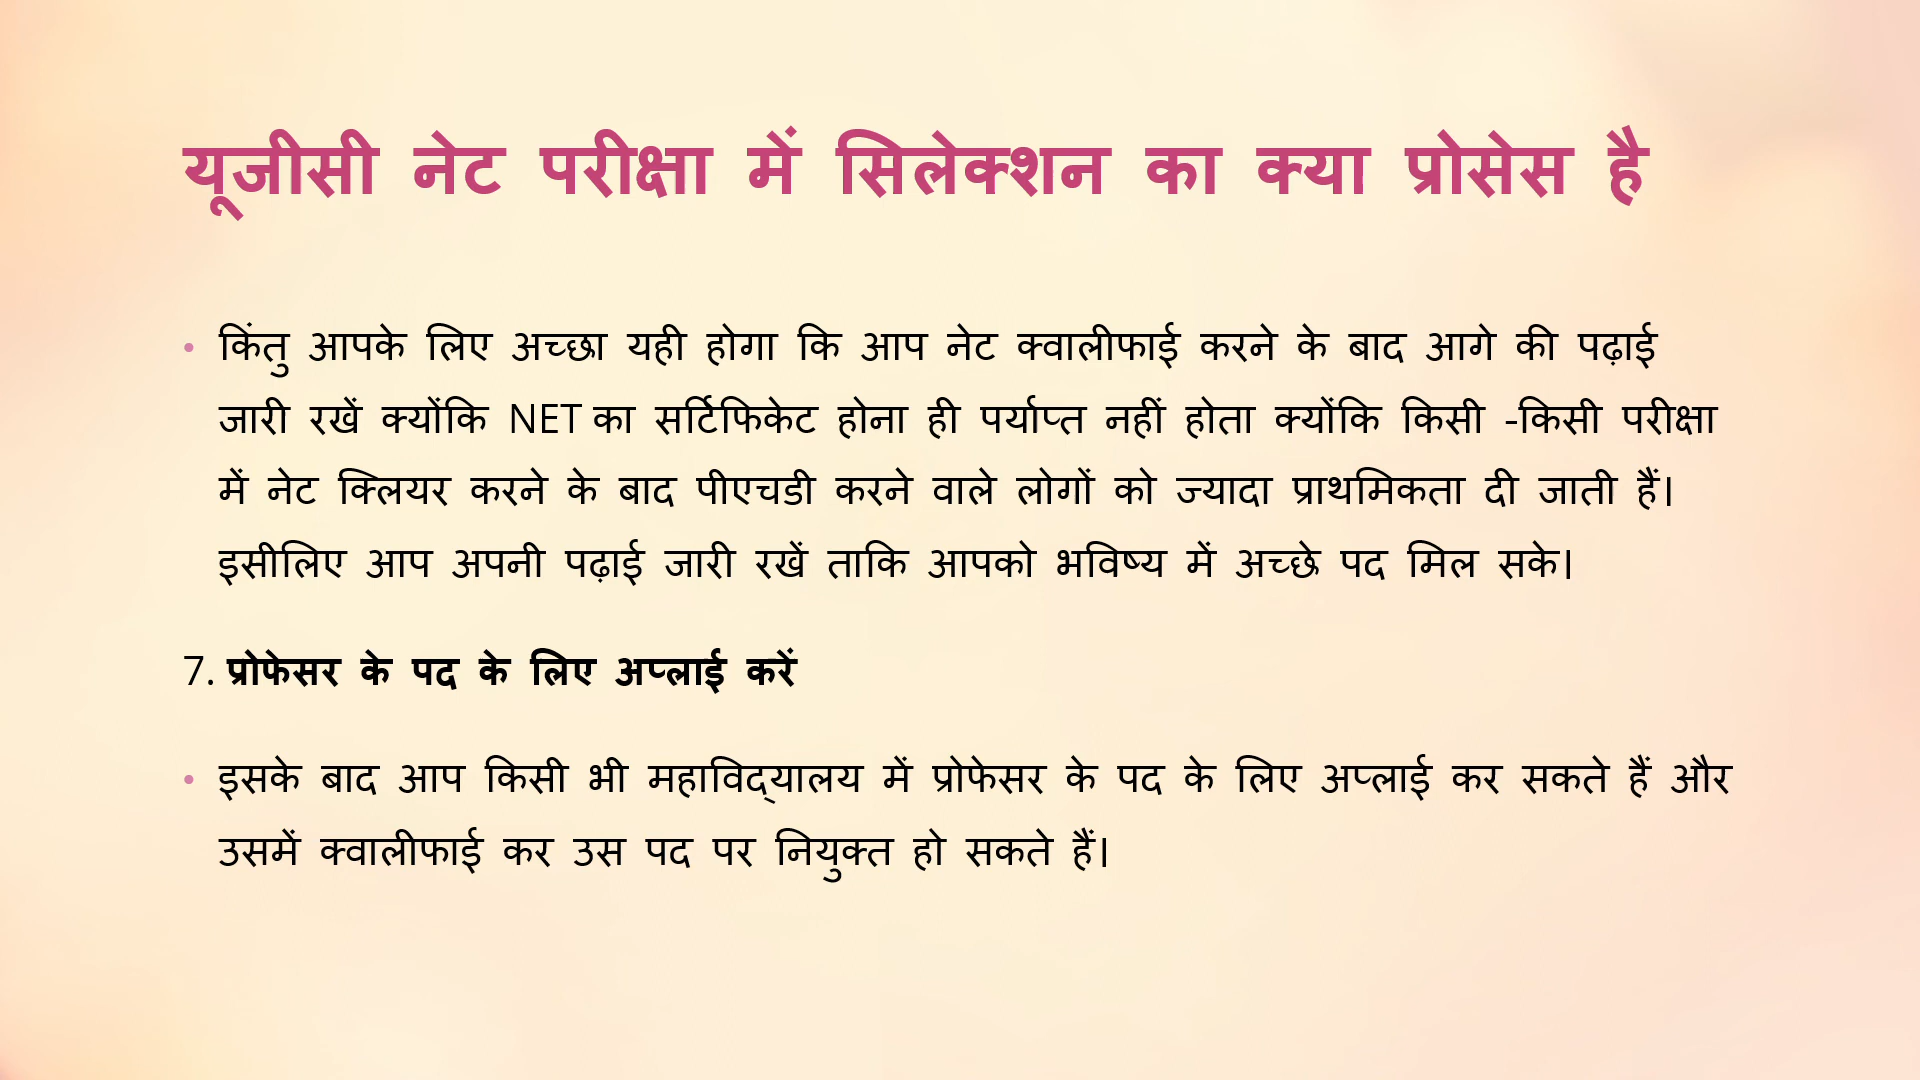 यूजीसी नेट परीक्षा में सिलेक्शन का क्या प्रोसेस है
• किंतु आपके लिए अच्छा यही होगा कि आप नेट क्वालीफाई करने के बाद आगे की पढ़ाई
जारी रखें क्योंकि NET का सर्टिफिकेट होना ही पर्याप्त नहीं होता क्योंकि किसी -किसी परीक्षा
में नेट क्लियर करने के बाद पीएचडी करने वाले लोगों को ज्यादा प्राथमिकता दी जाती हैं।
इसीलिए आप अपनी पढ़ाई जारी रखें ताकि आपको भविष्य में अच्छे पद मिल सके।
7. प्रोफेसर के पद के लिए अप्लाई करें
• इसके बाद आप किसी भी महाविद्यालय में प्रोफेसर के पद के लिए अप्लाई कर सकते हैं और
उसमें क्वालीफाई कर उस पद पर नियुक्त हो सकते हैं।